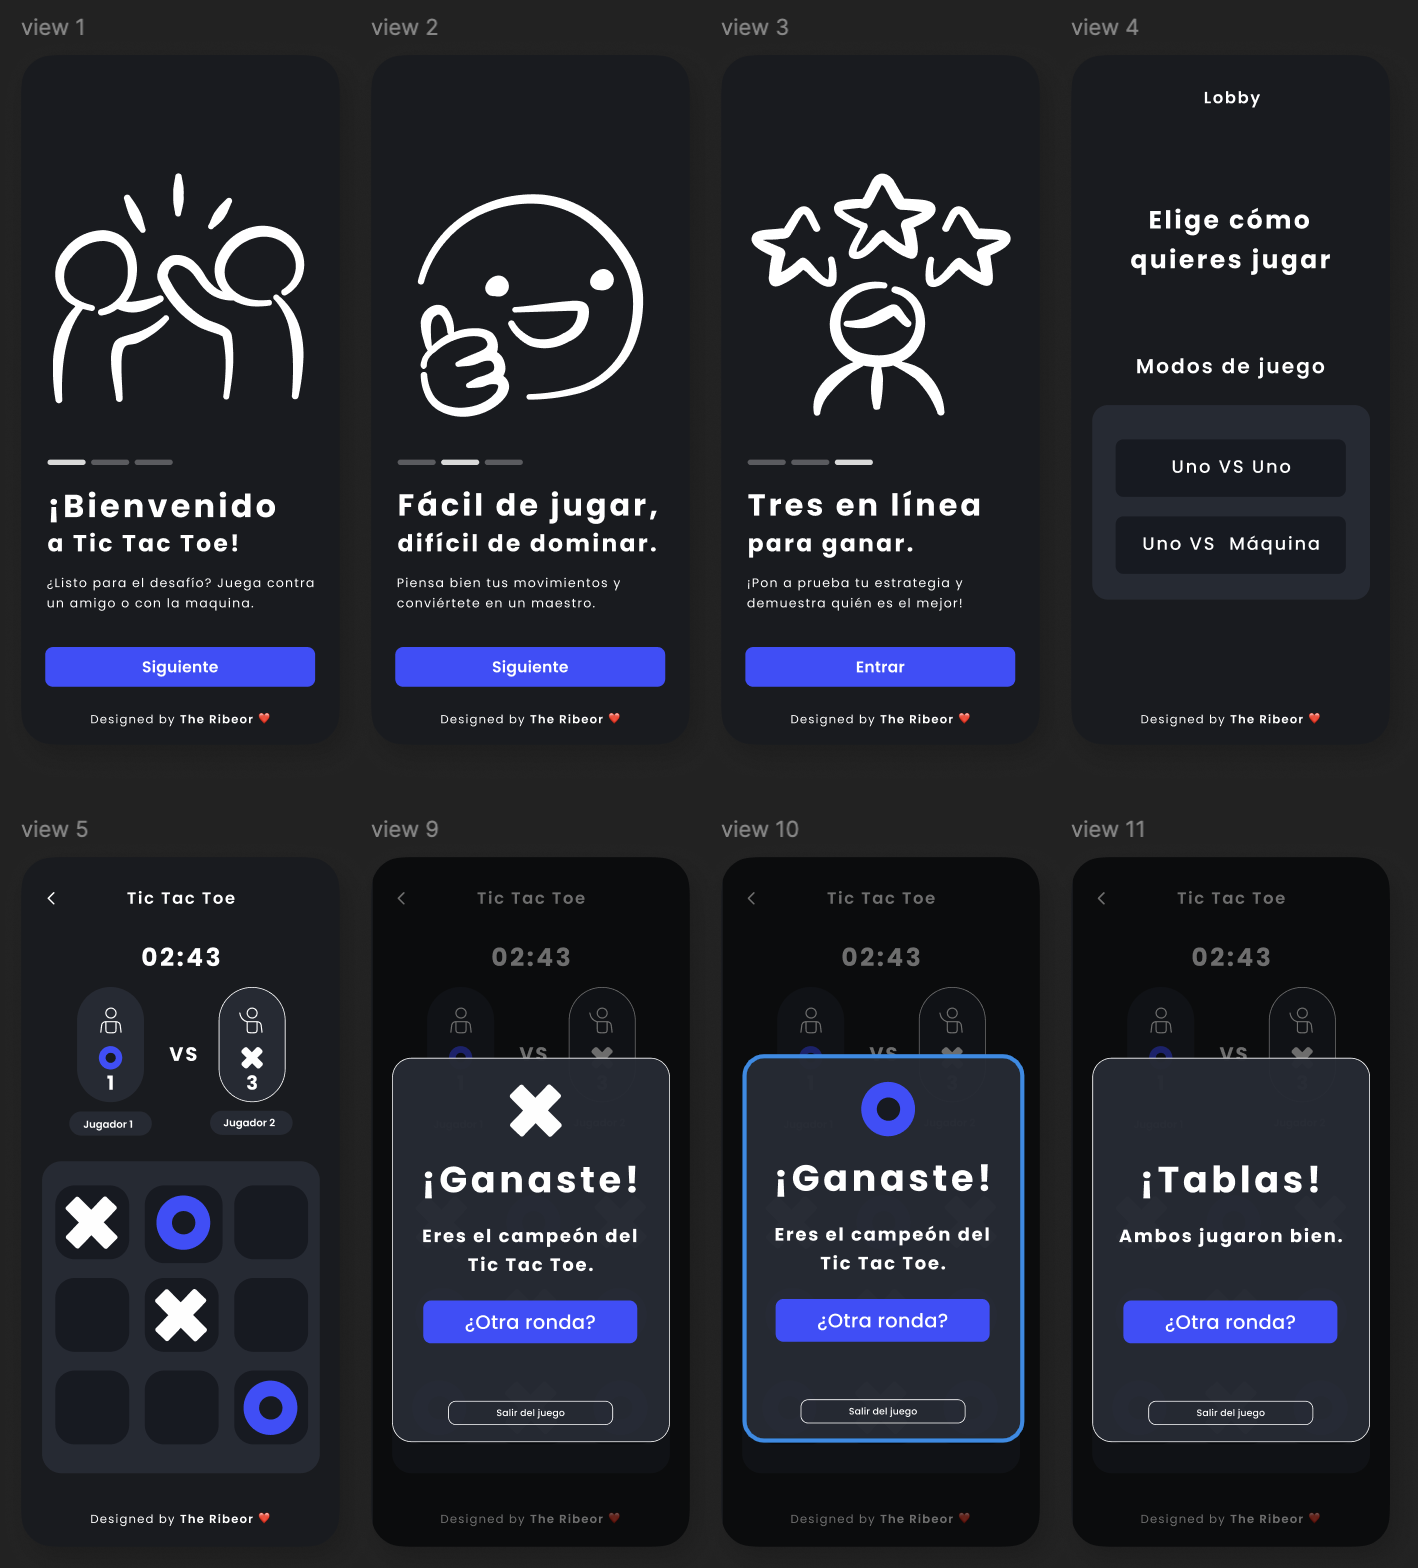 view 1
¡Bienvenido
a Tic Tac Toe!
¿Listo para el desafío? Juega contra
un amigo o con la maquina.
Siguiente
Designed by The Ribeor ❤️
view 2
Fácil de jugar,
difícil de dominar.
Piensa bien tus movimientos y
conviértete en un maestro.
Siguiente
Designed by The Ribeor ❤️
view 3
Tres en línea
para ganar.
¡Pon a prueba tu estrategia y
demuestra quién es el mejor!
Entrar
Designed by The Ribeor ❤️
view 4
Lobby
Elige cómo
quieres jugar
Modos de juego
Uno VS Uno
Uno VS  Máquina
Designed by The Ribeor ❤️
view 5
Tic Tac Toe
02:43
VS
1
3
Jugador 1
Jugador 2
Designed by The Ribeor ❤️
view 9
Tic Tac Toe
02:43
VS
¡Ganaste!
Eres el campeón del
Tic Tac Toe.
¿Otra ronda?
Salir del juego
Designed by The Ribeor ❤️
view 10
Tic Tac Toe
02:43
VS
¡Ganaste!
Eres el campeón del
Tic Tac Toe.
¿Otra ronda?
Salir del juego
Designed by The Ribeor ❤️
view 11
Tic Tac Toe
02:43
VS
¡Tablas!
Ambos jugaron bien.
¿Otra ronda?
Salir del juego
Designed by The Ribeor ❤️